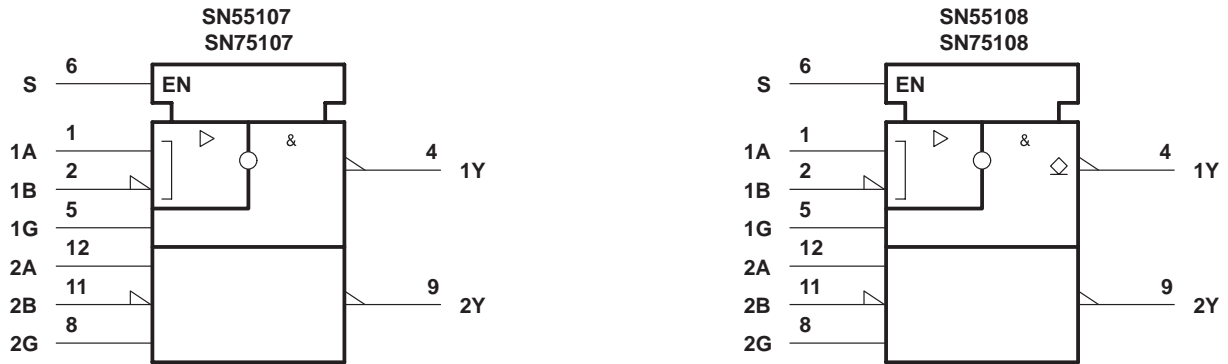 SN55107
SN75107
S 6 EN
1A 1 &
4 1Y
1B 2
1G 5
2A 12
2B 11
9 2Y
2G 8
SN55108
SN75108
S 6 EN
1A 1 &
4 1Y
1B 2
1G 5
2A 12
2B 11
9 2Y
2G 8